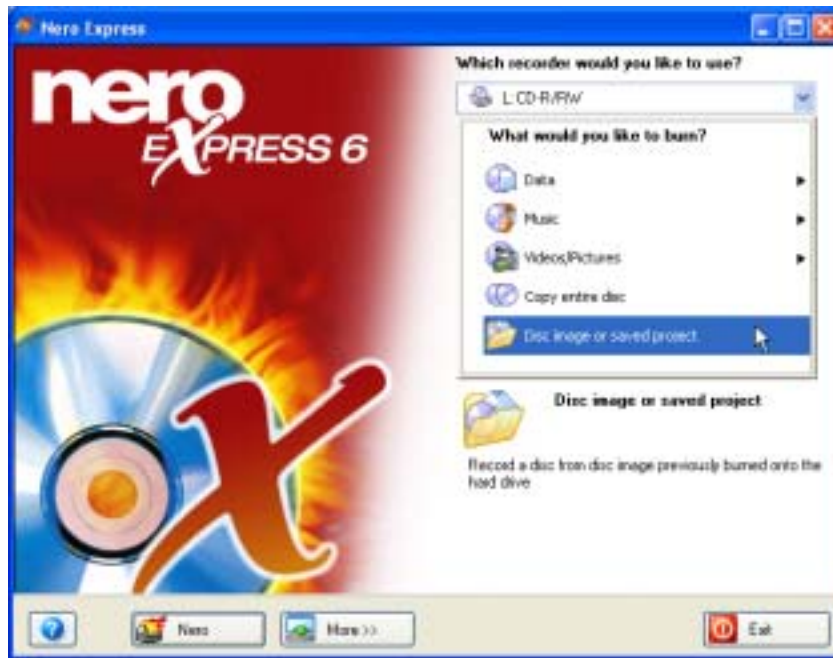 Nero Express
nero
EXPRESS 6
Which recorder would you like to use?
L: CD-R/RW
What would you like to burn?
Data
Music
Videos/Pictures
Copy entire disc
Disc image or saved project
Disc image or saved project
Record a disc from disc image previously burned onto the
hard drive
Nero
More >>
Exit